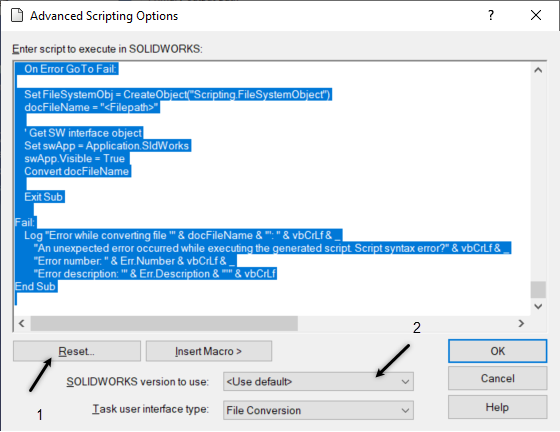 Advanced Scripting Options
Enter script to execute in SOLIDWORKS:
On Error GoTo Fail:
Set FileSystemObj = CreateObject("Scripting.FileSystemObject")
docFileName = "<Filepath>"
' Get SW interface object
Set swApp = Application.SldWorks
swApp.Visible = True
Convert docFileName
Exit Sub
Fail:
Log "Error while converting file '" & docFileName & "': " & vbCrLf & _
"An unexpected error occurred while executing the generated script. Script syntax error?" & vbCrLf & _
"Error number: " & Err.Number & vbCrLf & _
"Error description: '" & Err.Description & "'" & vbCrLf
End Sub
2
Reset... Insert Macro > OK
SOLIDWORKS version to use: <Use default> Cancel
1 Task user interface type: File Conversion Help